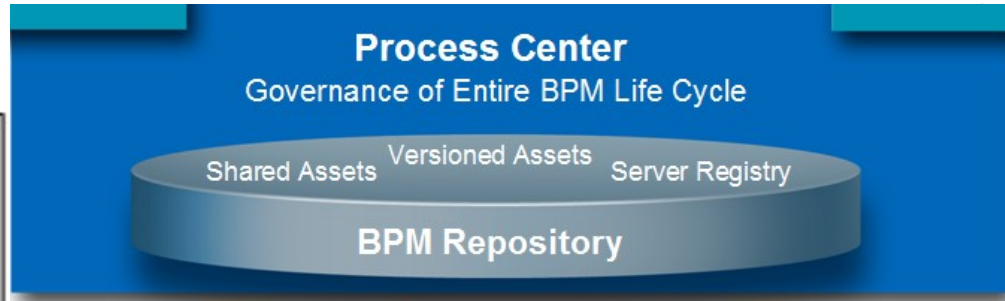 Process Center
Governance of Entire BPM Life Cycle
Shared Assets Versioned Assets Server Registry
BPM Repository